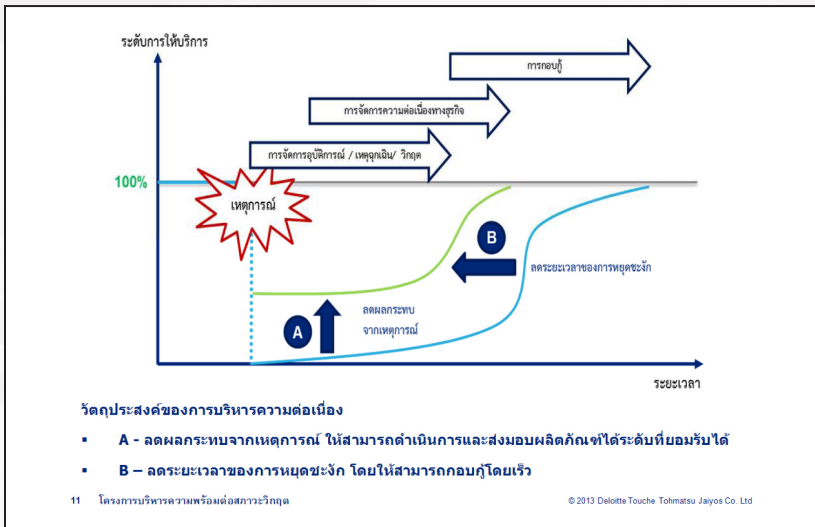 ระดับการให้บริการ
การกอบกู้
การจัดการความต่อเนื่องทางธุรกิจ
การจัดการอุบัติการณ์ / เหตุฉุกเฉิน/ วิกฤต
100%
เหตุการณ์
B
ลดระยะเวลาของการหยุดชะงัก
A
ลดผลกระทบ
จากเหตุการณ์
ระยะเวลา
วัตถุประสงค์ของการบริหารความต่อเนื่อง
▪ A - ลดผลกระทบจากเหตุการณ์ ให้สามารถดำเนินการและส่งมอบผลิตภัณฑ์ได้ระดับที่ยอมรับได้
▪ B – ลดระยะเวลาของการหยุดชะงัก โดยให้สามารถกอบกู้โดยเร็ว
11 โครงการบริหารความพร้อมต่อสภาวะวิกฤต
© 2013 Deloitte Touche Tohmatsu Jaiyos Co. Ltd